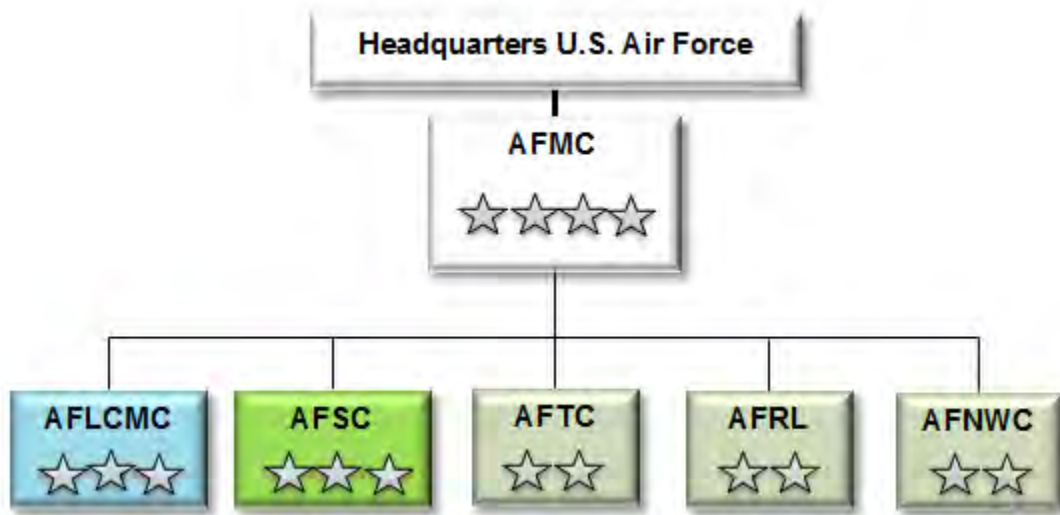 Headquarters U.S. Air Force
AFMC
AFLCMC
AFSC
AFTC
AFRL
AFNWC